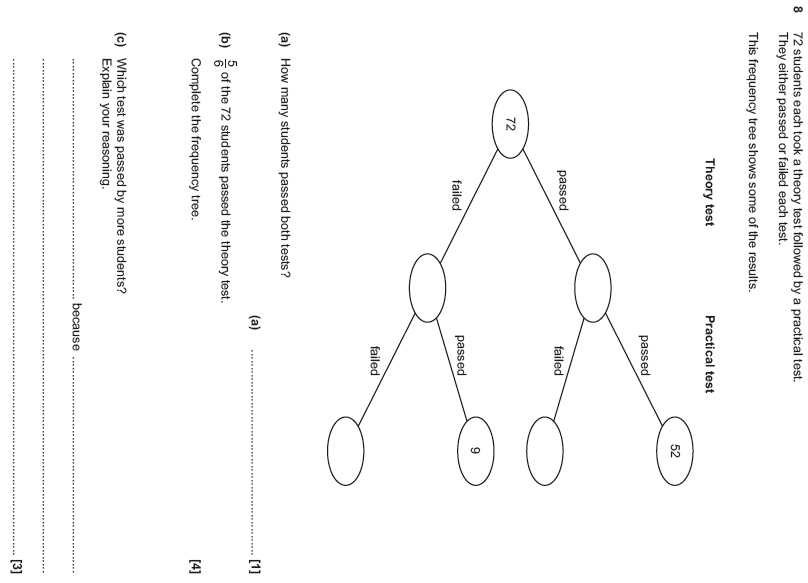 8 72 students each took a theory test followed by a practical test.
They either passed or failed each test.
This frequency tree shows some of the results.
Theory test Practical test
passed
52
passed
failed
72
passed
9
failed
failed
(a) How many students passed both tests?
(a) ........................................................ [1]
(b) 5/6 of the 72 students passed the theory test.
Complete the frequency tree.
[4]
(c) Which test was passed by more students?
Explain your reasoning.
........................................................ because ........................................................
................................................................................................................
................................................................................................................ [3]